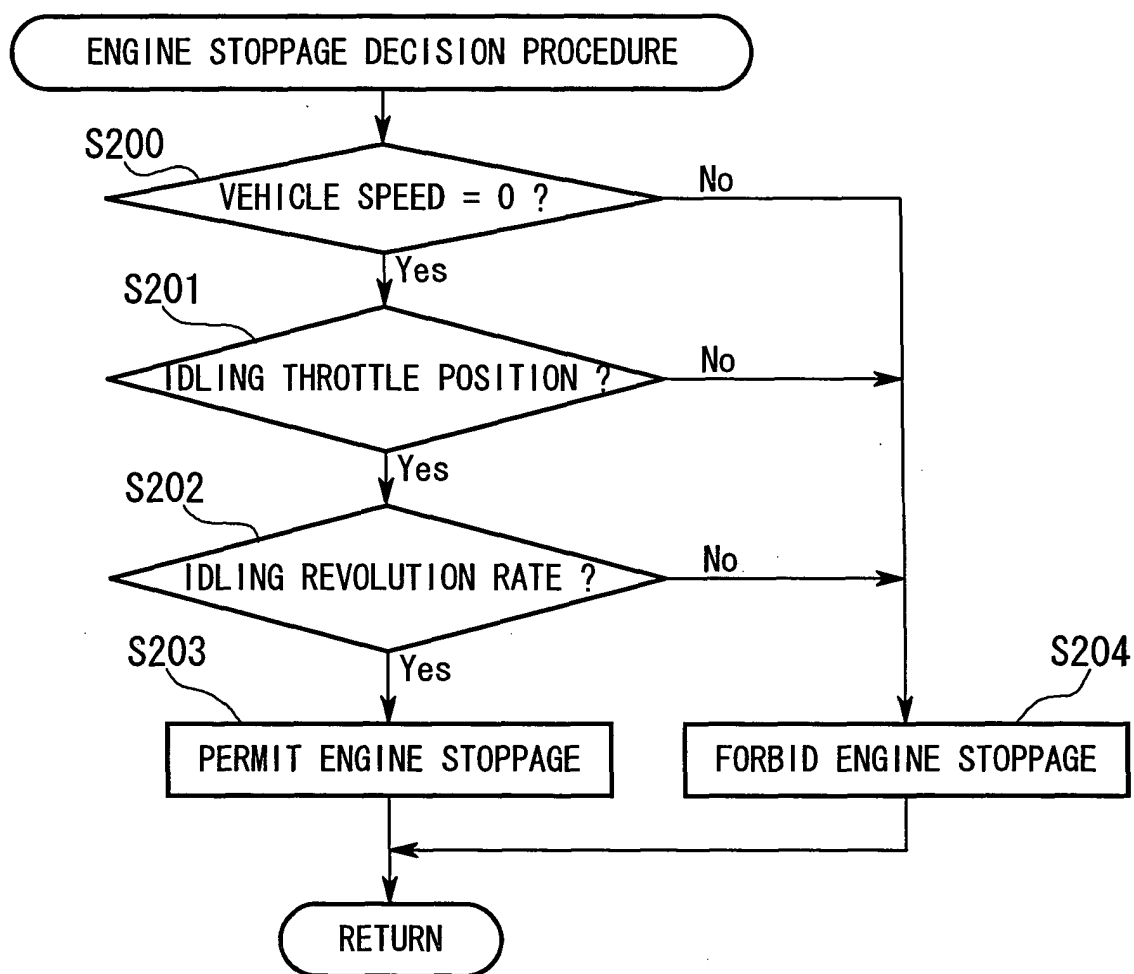 ENGINE STOPPAGE DECISION PROCEDURE
S200
VEHICLE SPEED = 0 ?
No
Yes
S201
IDLING THROTTLE POSITION ?
No
Yes
S202
IDLING REVOLUTION RATE ?
No
Yes
S203
S204
PERMIT ENGINE STOPPAGE
FORBID ENGINE STOPPAGE
RETURN